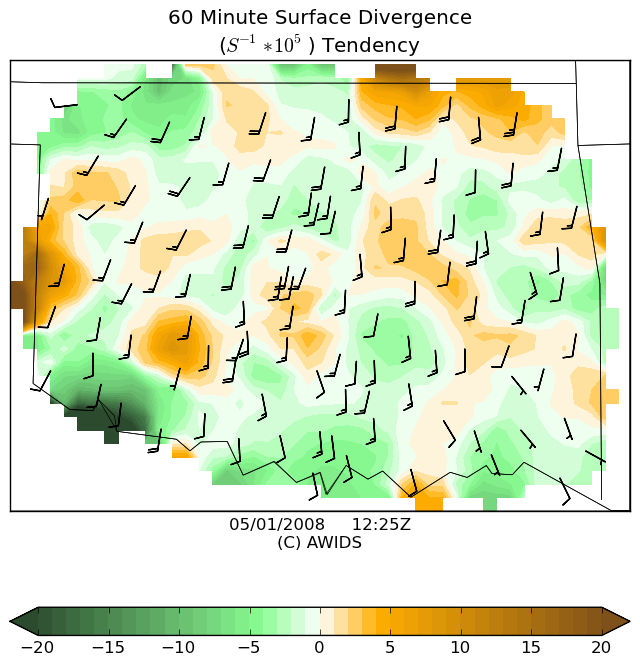 60 Minute Surface Divergence
(S⁻¹ * 10⁵ ) Tendency
05/01/2008 12:25Z
(C) AWIDS
−20 −15 −10 −5 0 5 10 15 20